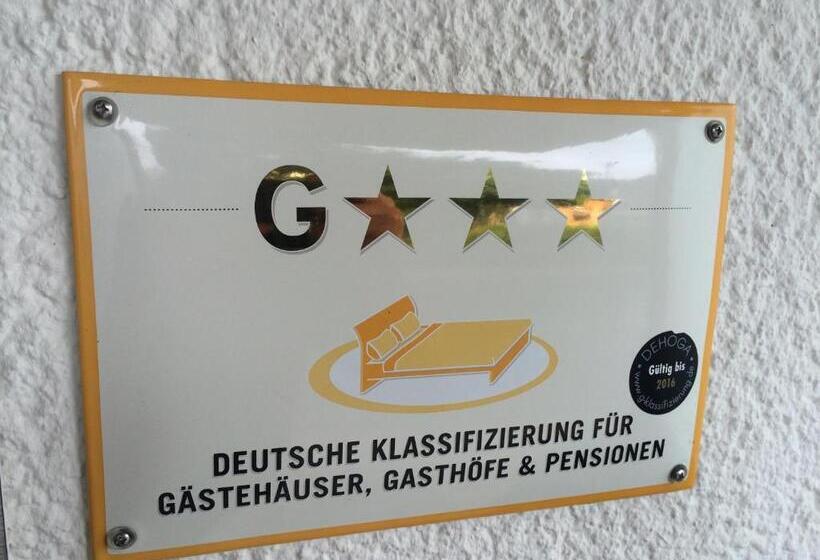 G★★★
DEHOGA
Gültig bis
2016
www.g-klassifizierung.de
DEUTSCHE KLASSIFIZIERUNG FÜR
GÄSTEHÄUSER, GASTHÖFE & PENSIONEN